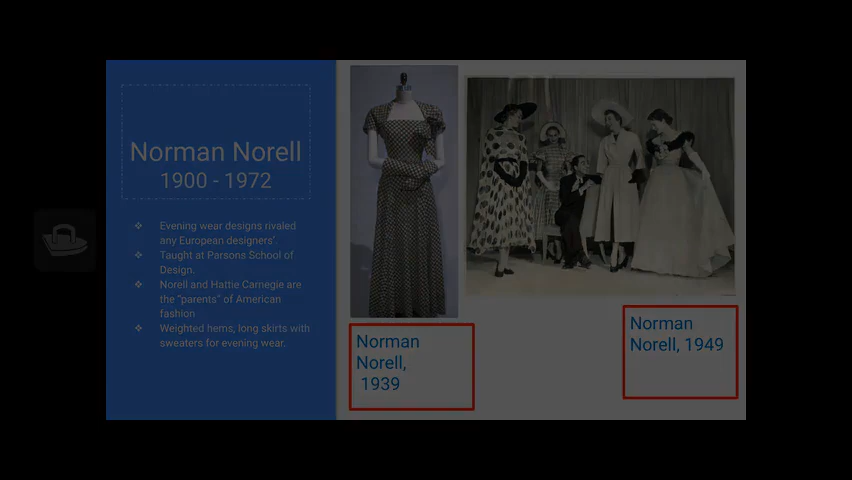 Norman Norell
1900 - 1972
❖ Evening wear designs rivaled
any European designers'.
❖ Taught at Parsons School of
Design.
❖ Norell and Hattie Carnegie are
the "parents" of American
fashion
❖ Weighted hems, long skirts with
sweaters for evening wear.
Norman
Norell,
1939
Norman
Norell, 1949